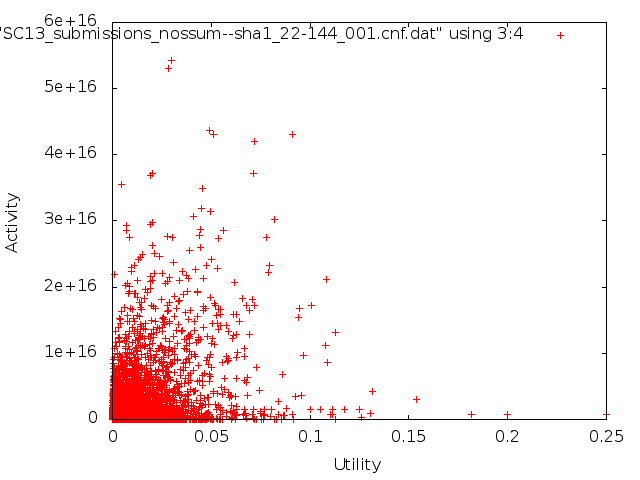 6e+16
"SC13_submissions_nossum--sha1_22-144_001.cnf.dat" using 3:4
5e+16
4e+16
Activity
3e+16
2e+16
1e+16
0
0 0.05 0.1 0.15 0.2 0.25
Utility